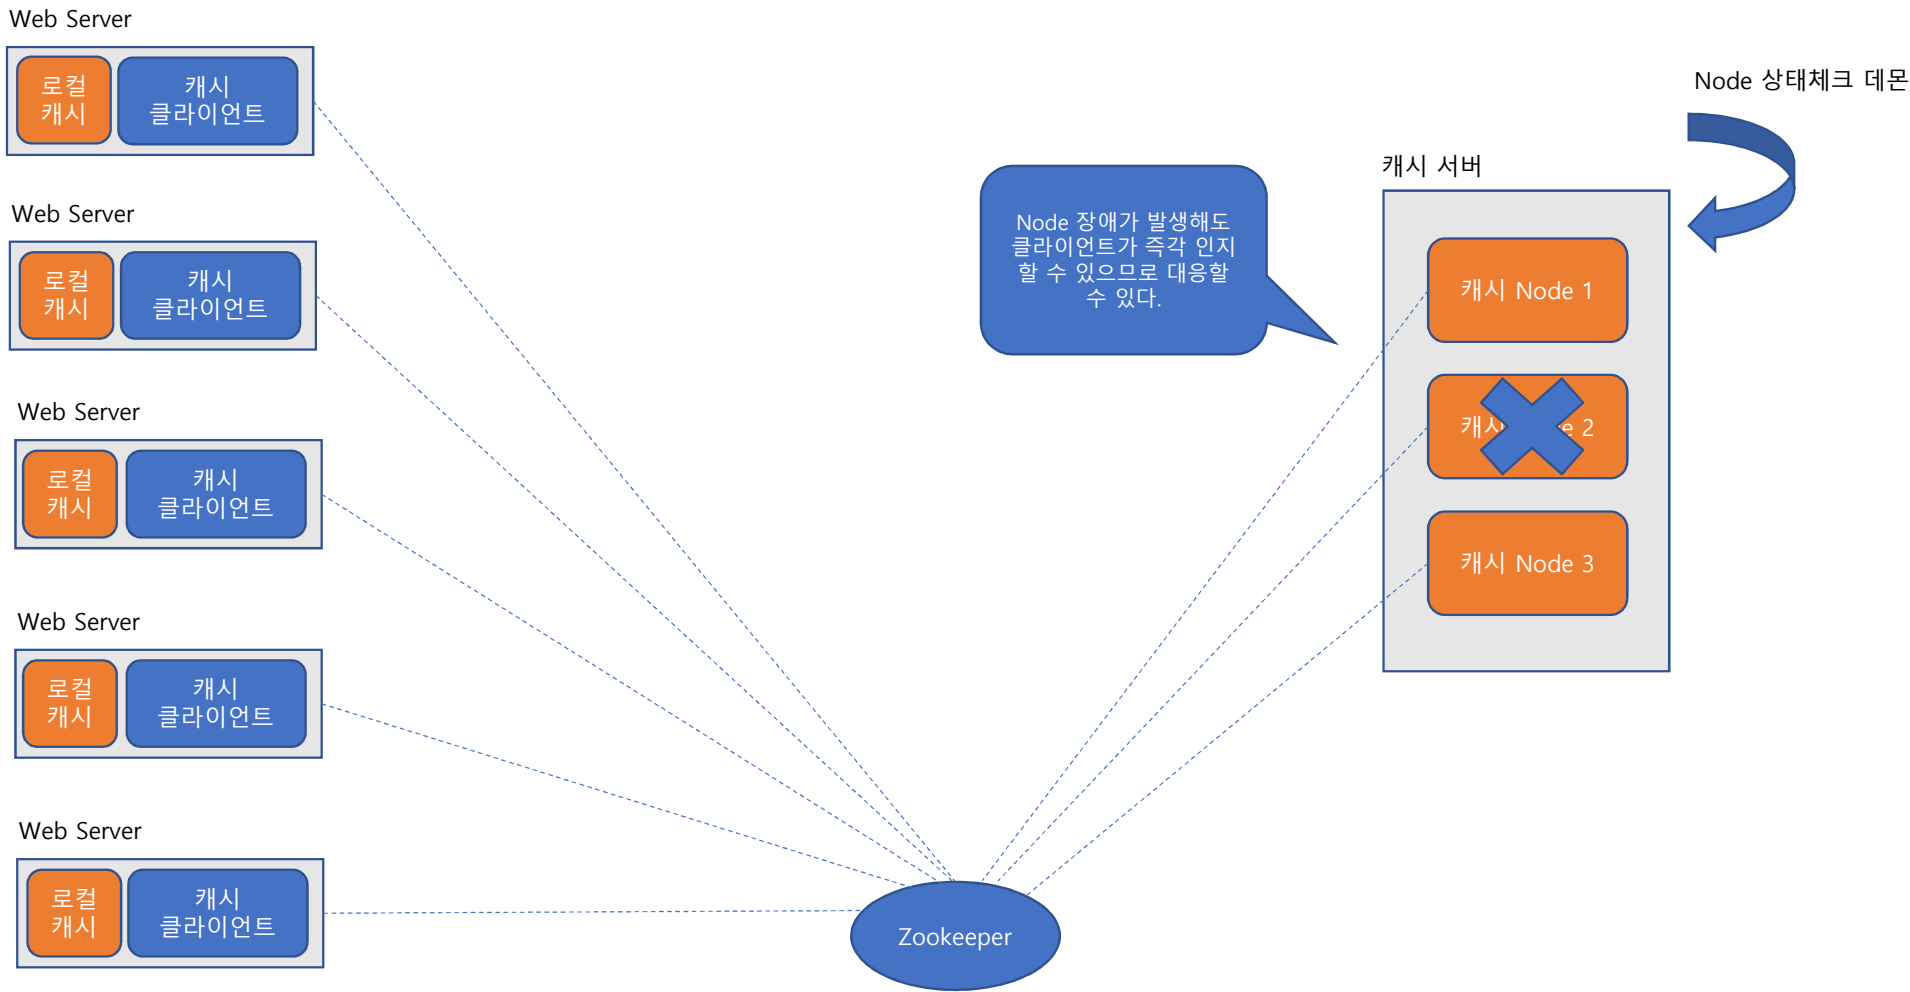 Web Server
로컬
캐시
캐시
클라이언트
Web Server
로컬
캐시
캐시
클라이언트
Web Server
로컬
캐시
캐시
클라이언트
Web Server
로컬
캐시
캐시
클라이언트
Web Server
로컬
캐시
캐시
클라이언트
Zookeeper
Node 장애가 발생해도
클라이언트가 즉각 인지
할 수 있으므로 대응할
수 있다.
Node 상태체크 데몬
캐시 서버
캐시 Node 1
2
캐시 Node 3